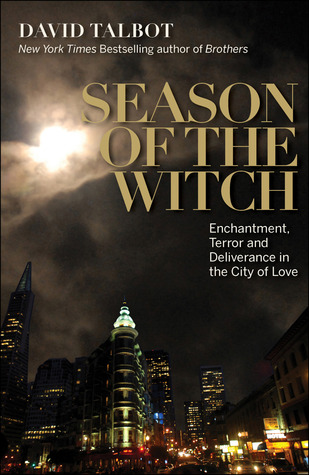 DAVID TALBOT
New York Times Bestselling author of Brothers
SEASON
OF THE
WITCH
Enchantment,
Terror and
Deliverance in
the City of Love